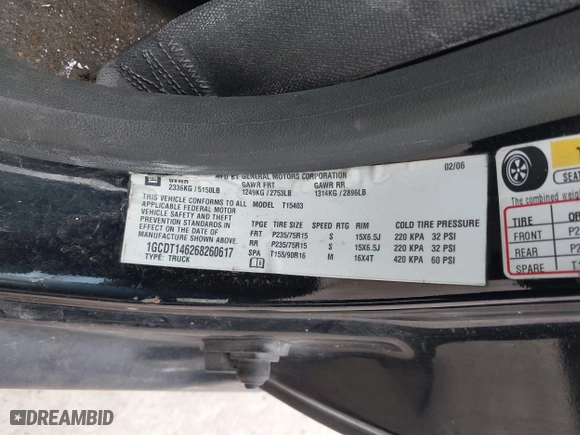 GM
MFD BY GENERAL MOTORS CORPORATION 02/06
GVWR GAWR FRT GAWR RR
2336KG / 5150LB 1249KG / 2753LB 1314KG / 2896LB
THIS VEHICLE CONFORMS TO ALL
APPLICABLE FEDERAL MOTOR
VEHICLE SAFETY AND THEFT
PREVENTION STANDARDS IN
EFFECT ON THE DATE OF
MANUFACTURE SHOWN ABOVE.
1GCDT146268260617
TYPE: TRUCK
MODEL T15403
TPGE TIRE SIZE SPEED RTG RIM COLD TIRE PRESSURE
FRT P235/75R15 S 15X6.5J 220 KPA 32 PSI
RR P235/75R15 S 15X6.5J 220 KPA 32 PSI
SPA T155/90R16 M 16X4T 420 KPA 60 PSI
TIRE
FRONT
REAR
SPARE
DREAMBID